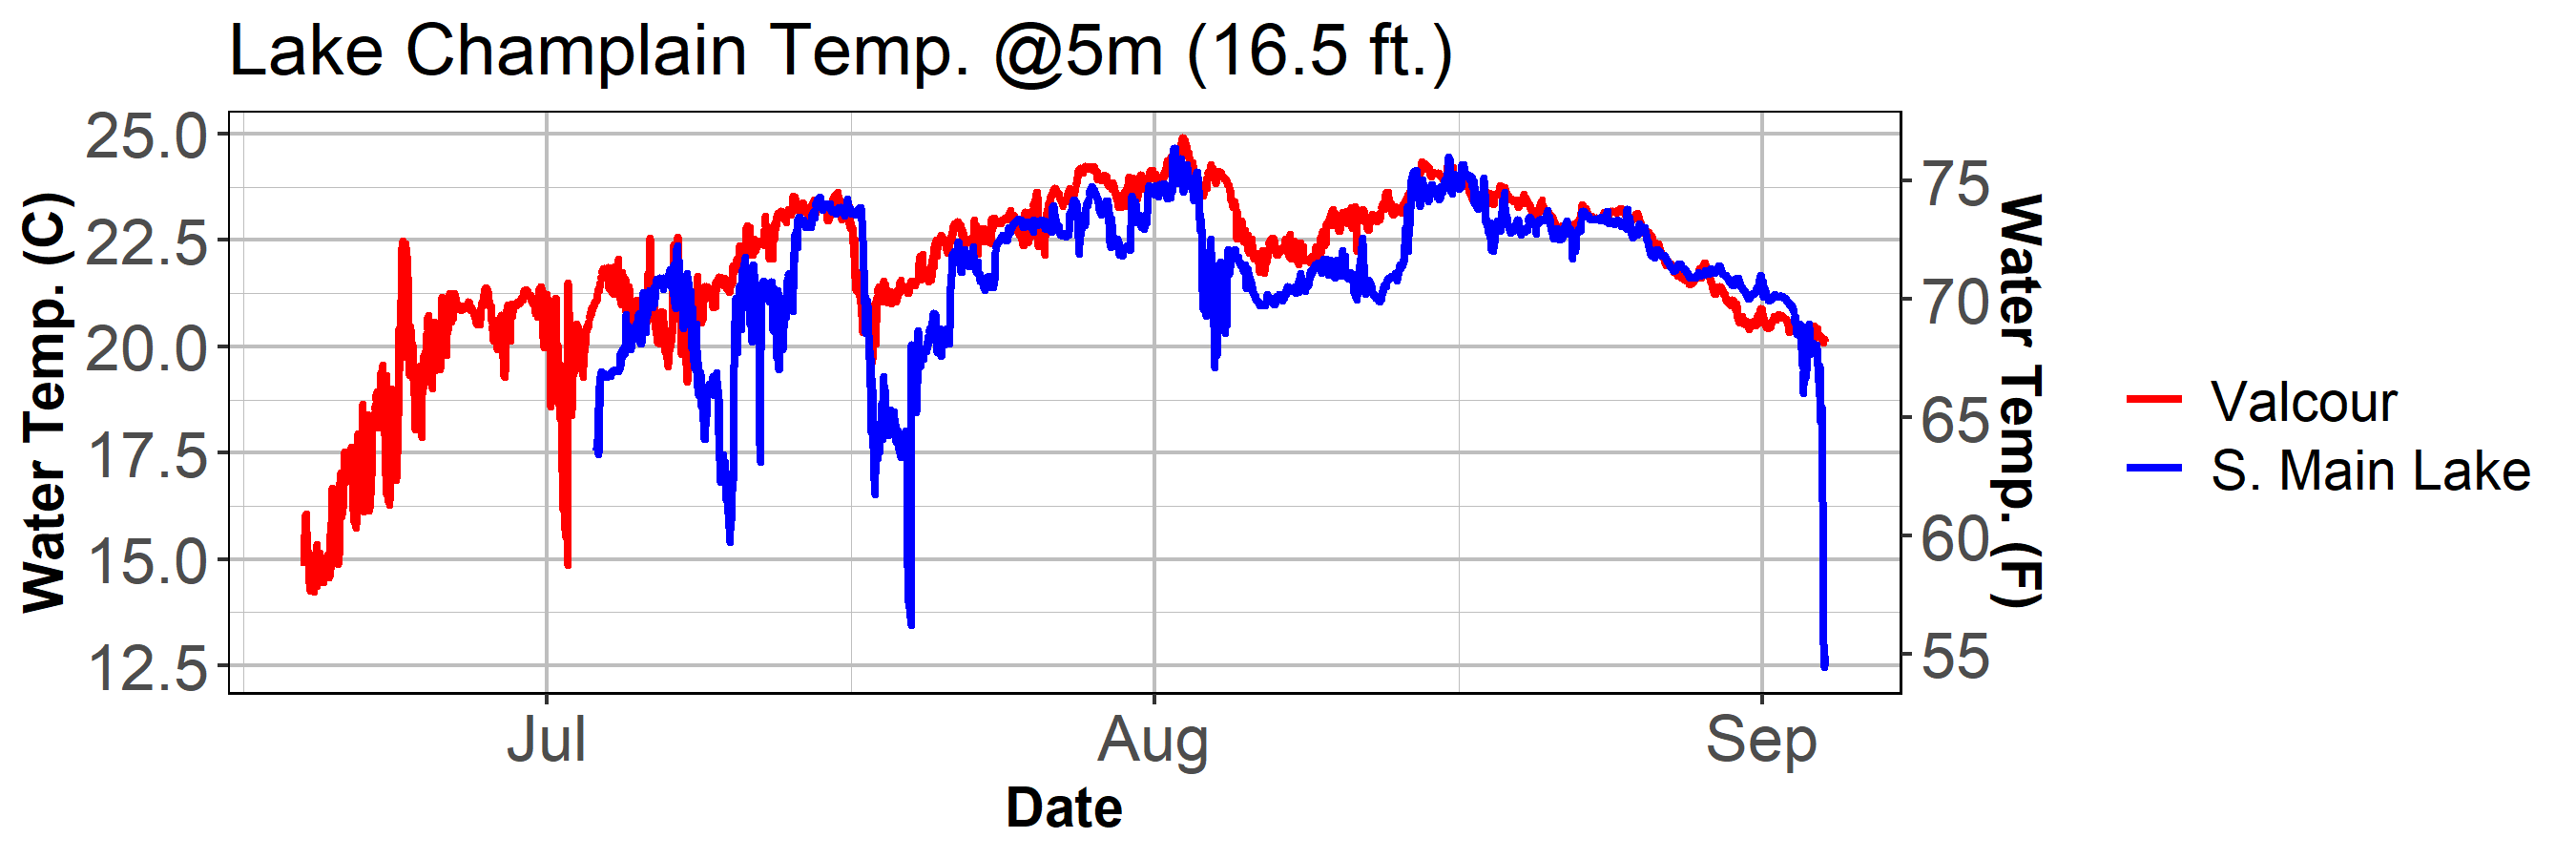 Lake Champlain Temp. @5m (16.5 ft.)
Water Temp. (C)
25.0
22.5
20.0
17.5
15.0
12.5
75
70
65
60
55
Water Temp. (F)
Jul
Aug
Sep
Date
Valcour
S. Main Lake